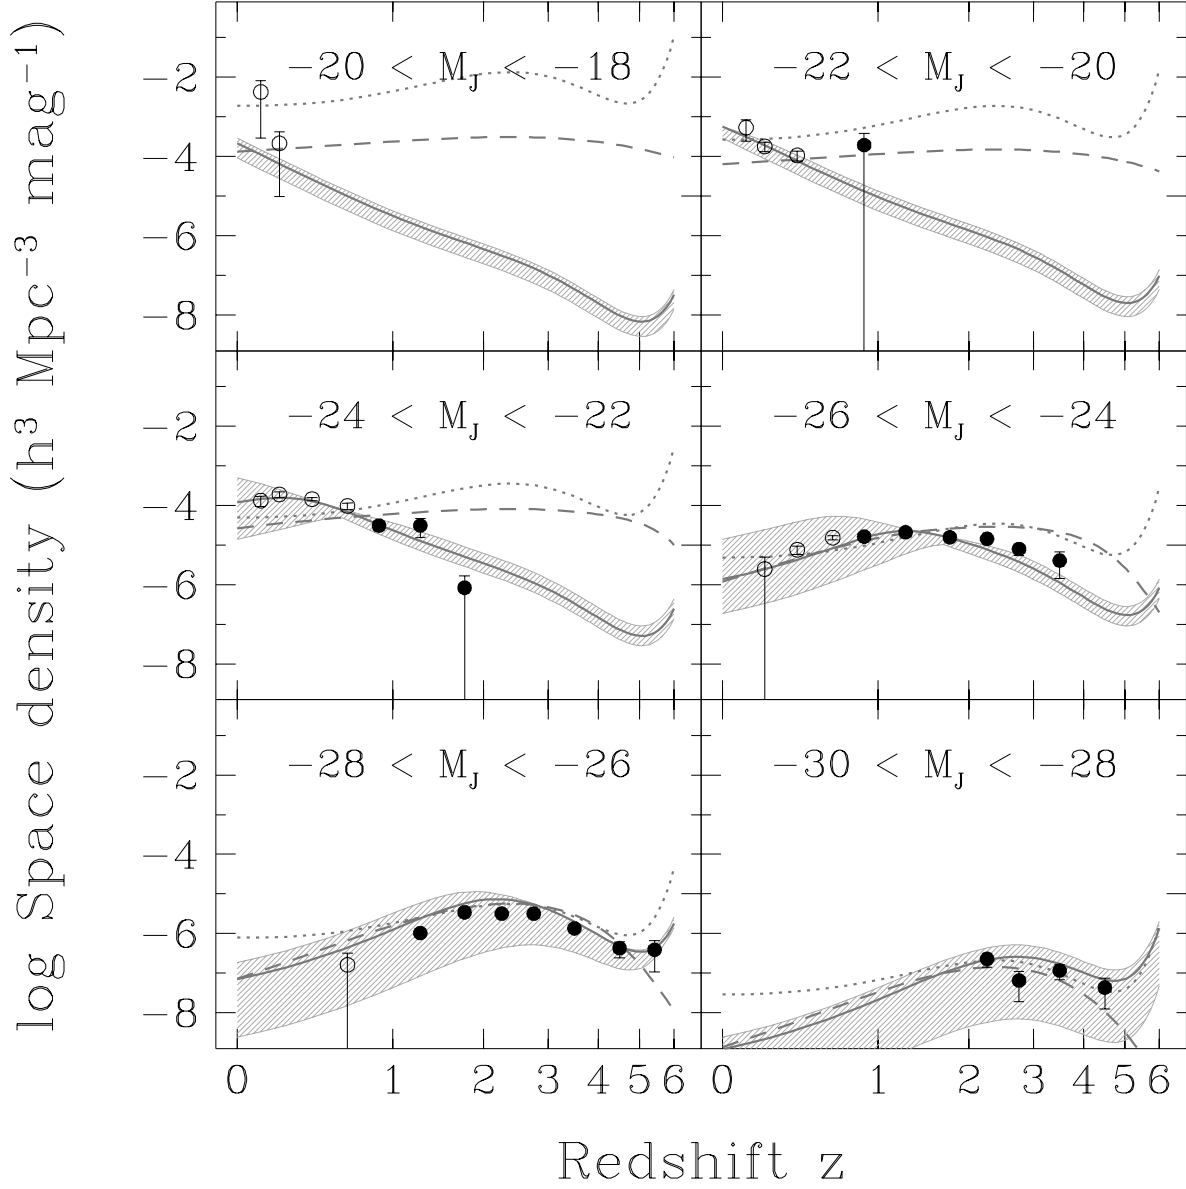 log Space density (h³ Mpc⁻³ mag⁻¹)
−20 < M_J < −18
−22 < M_J < −20
−2
−4
−6
−8
−24 < M_J < −22
−26 < M_J < −24
−2
−4
−6
−8
−28 < M_J < −26
−30 < M_J < −28
−2
−4
−6
−8
0 1 2 3 4 5 6 0 1 2 3 4 5 6
Redshift z